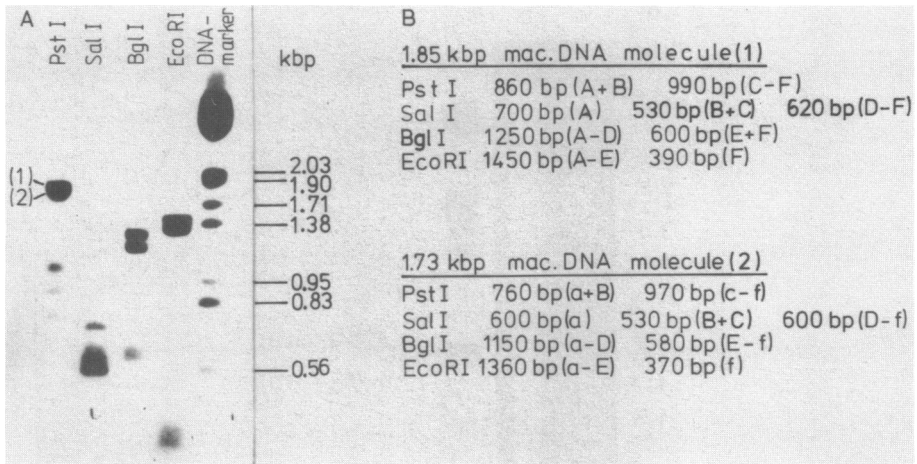 A
Pst I
Sal I
Bgl I
Eco RI
DNA-
marker
kbp
(1)
(2)
2.03
1.90
1.71
1.38
0.95
0.83
0.56
B
1.85 kbp mac. DNA molecule (1)
Pst I 860 bp (A+B) 990 bp (C-F)
Sal I 700 bp (A) 530 bp (B+C) 620 bp (D-F)
Bgl I 1250 bp (A-D) 600 bp (E+F)
EcoRI 1450 bp (A-E) 390 bp (F)
1.73 kbp mac. DNA molecule (2)
Pst I 760 bp (a+B) 970 bp (c-f)
Sal I 600 bp (a) 530 bp (B+C) 600 bp (D-f)
Bgl I 1150 bp (a-D) 580 bp (E-f)
EcoRI 1360 bp (a-E) 370 bp (f)